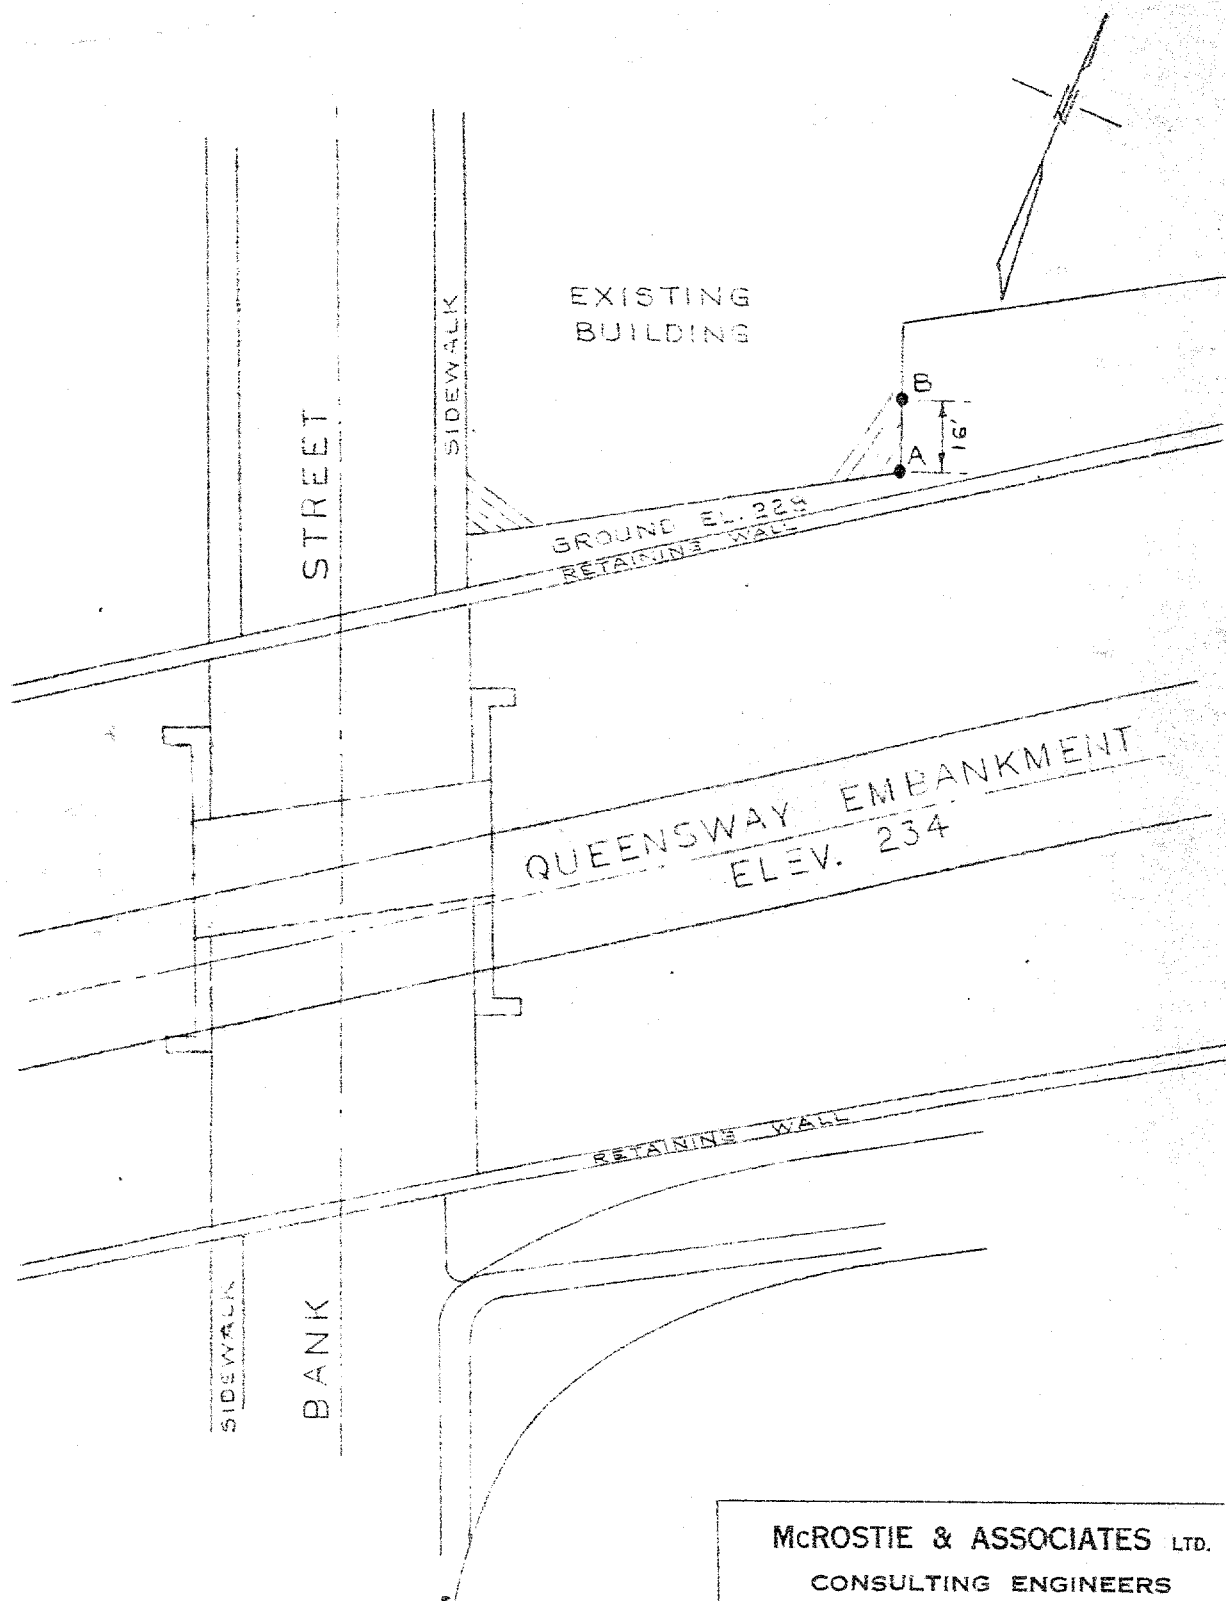 EXISTING
BUILDING
SIDEWALK
STREET
B
16'
A
GROUND EL. 229
RETAINING WALL
QUEENSWAY EMBANKMENT
ELEV. 234
RETAINING WALL
SIDEWALK
BANK
McROSTIE & ASSOCIATES LTD.
CONSULTING ENGINEERS